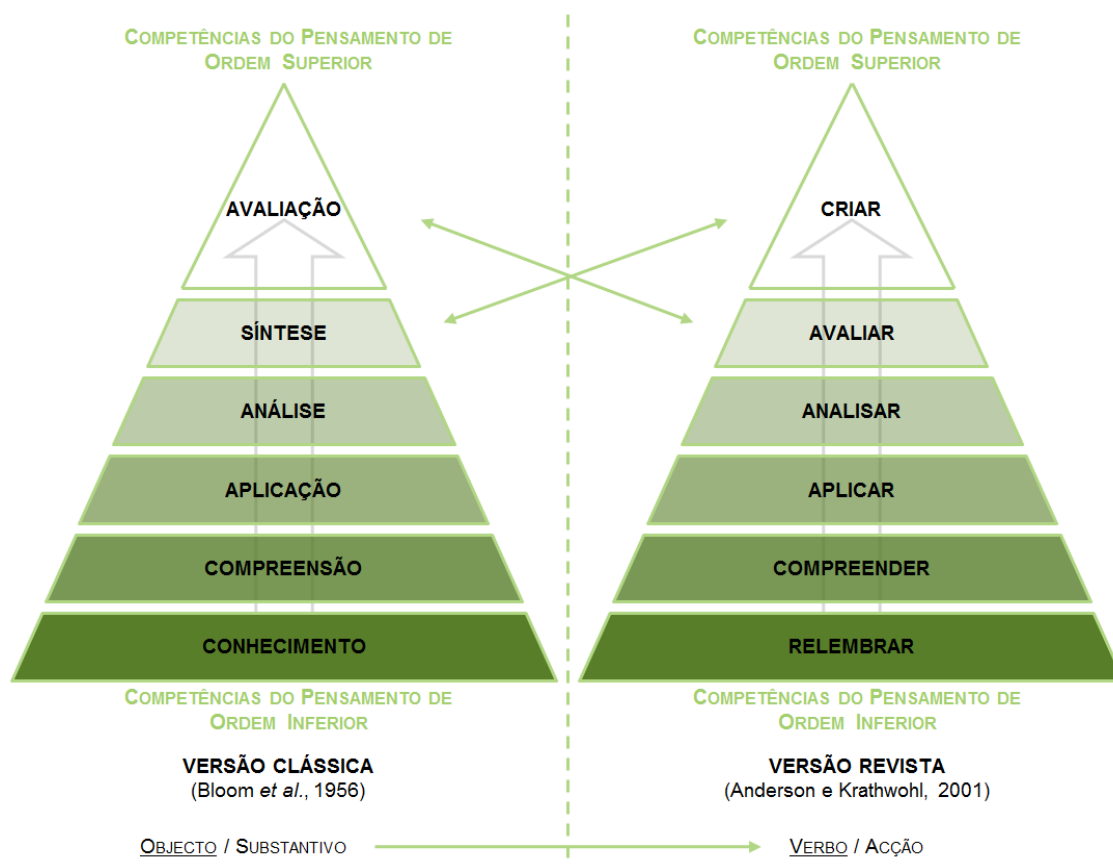 COMPETÊNCIAS DO PENSAMENTO DE
ORDEM SUPERIOR
AVALIAÇÃO
SÍNTESE
ANÁLISE
APLICAÇÃO
COMPREENSÃO
CONHECIMENTO
COMPETÊNCIAS DO PENSAMENTO DE
ORDEM INFERIOR
VERSÃO CLÁSSICA
(Bloom et al., 1956)
OBJECTO / SUBSTANTIVO
COMPETÊNCIAS DO PENSAMENTO DE
ORDEM SUPERIOR
CRIAR
AVALIAR
ANALISAR
APLICAR
COMPREENDER
RELEMBRAR
COMPETÊNCIAS DO PENSAMENTO DE
ORDEM INFERIOR
VERSÃO REVISTA
(Anderson e Krathwohl, 2001)
VERBO / ACÇÃO